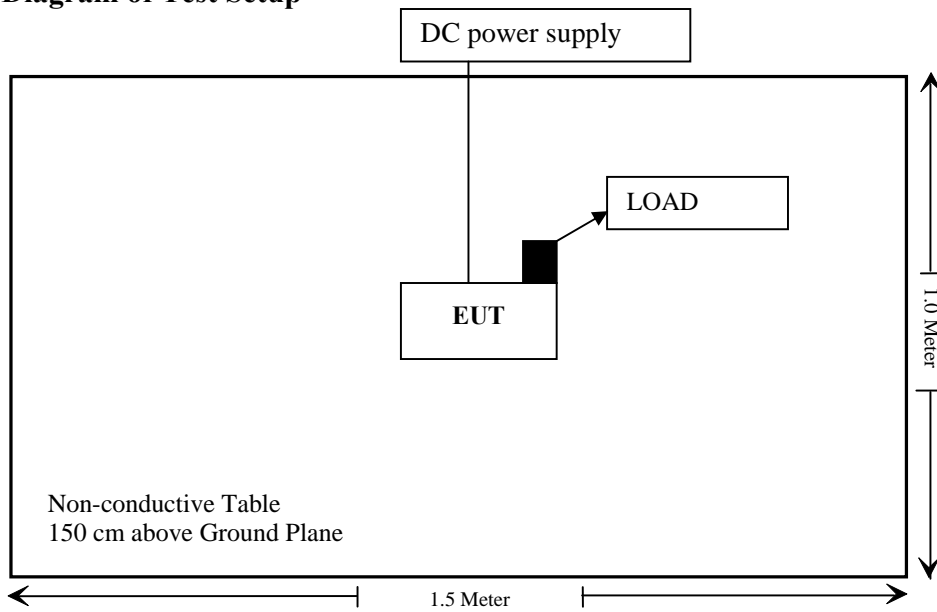 Diagram of Test Setup
DC power supply
LOAD
EUT
1.0 Meter
Non-conductive Table
150 cm above Ground Plane
1.5 Meter